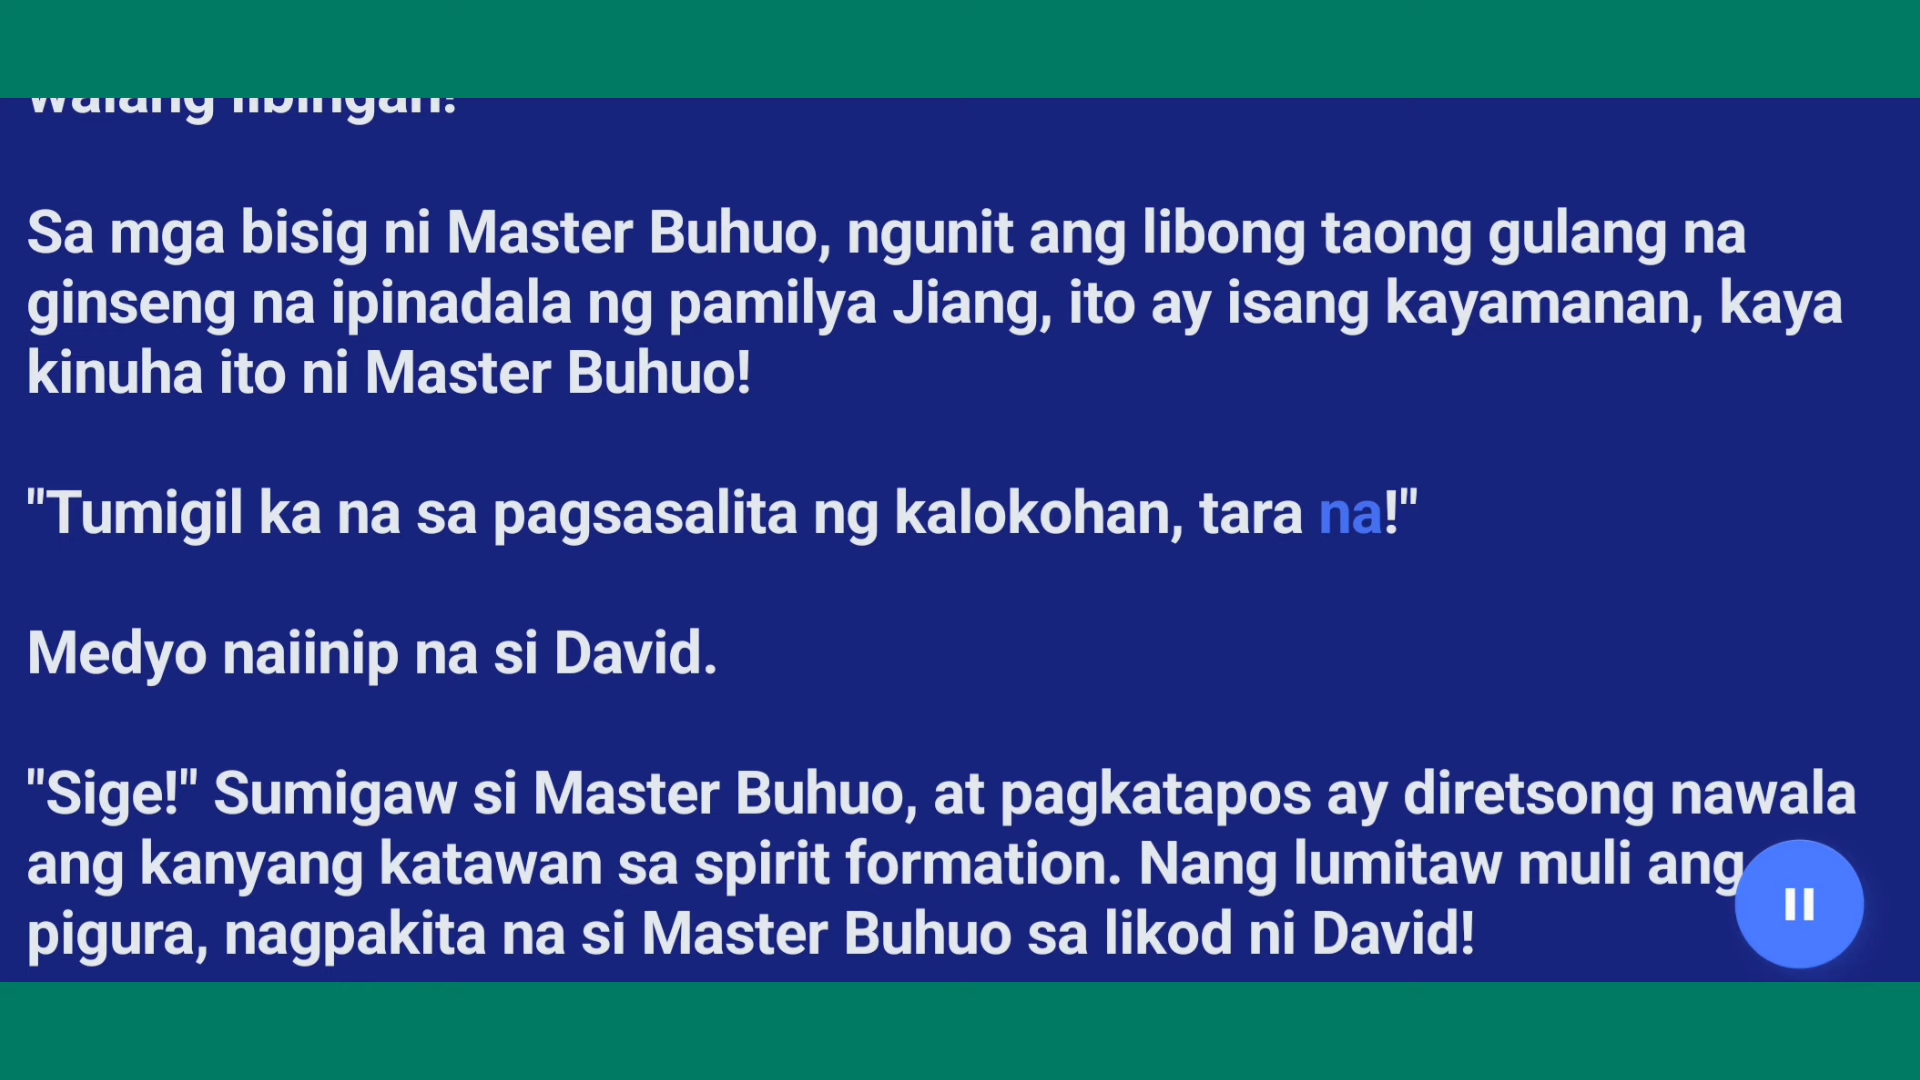 walang libingan!
Sa mga bisig ni Master Buhuo, ngunit ang libong taong gulang na
ginseng na ipinadala ng pamilya Jiang, ito ay isang kayamanan, kaya
kinuha ito ni Master Buhuo!
"Tumigil ka na sa pagsasalita ng kalokohan, tara na!"
Medyo naiinip na si David.
"Sige!" Sumigaw si Master Buhuo, at pagkatapos ay diretsong nawala
ang kanyang katawan sa spirit formation. Nang lumitaw muli ang
pigura, nagpakita na si Master Buhuo sa likod ni David!